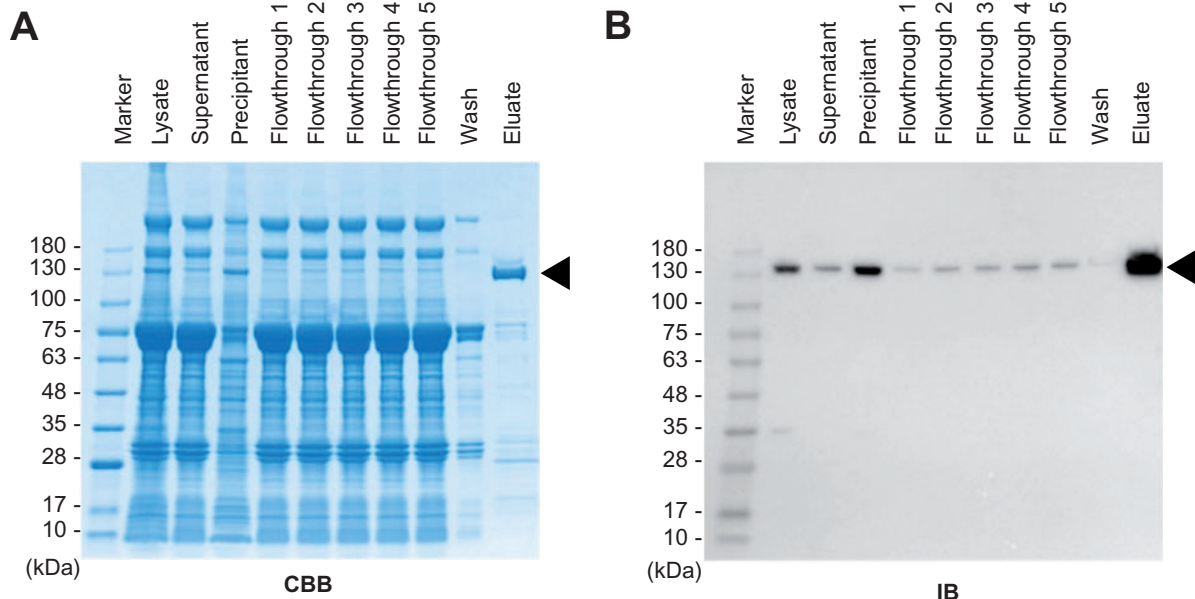 A
Marker
Lysate
Supernatant
Precipitant
Flowthrough 1
Flowthrough 2
Flowthrough 3
Flowthrough 4
Flowthrough 5
Wash
Eluate
180 -
130 -
100 -
75 -
63 -
48 -
35 -
28 -
17 -
10 -
(kDa)
CBB
B
Marker
Lysate
Supernatant
Precipitant
Flowthrough 1
Flowthrough 2
Flowthrough 3
Flowthrough 4
Flowthrough 5
Wash
Eluate
180 -
130 -
100 -
75 -
63 -
48 -
35 -
28 -
17 -
10 -
(kDa)
IB